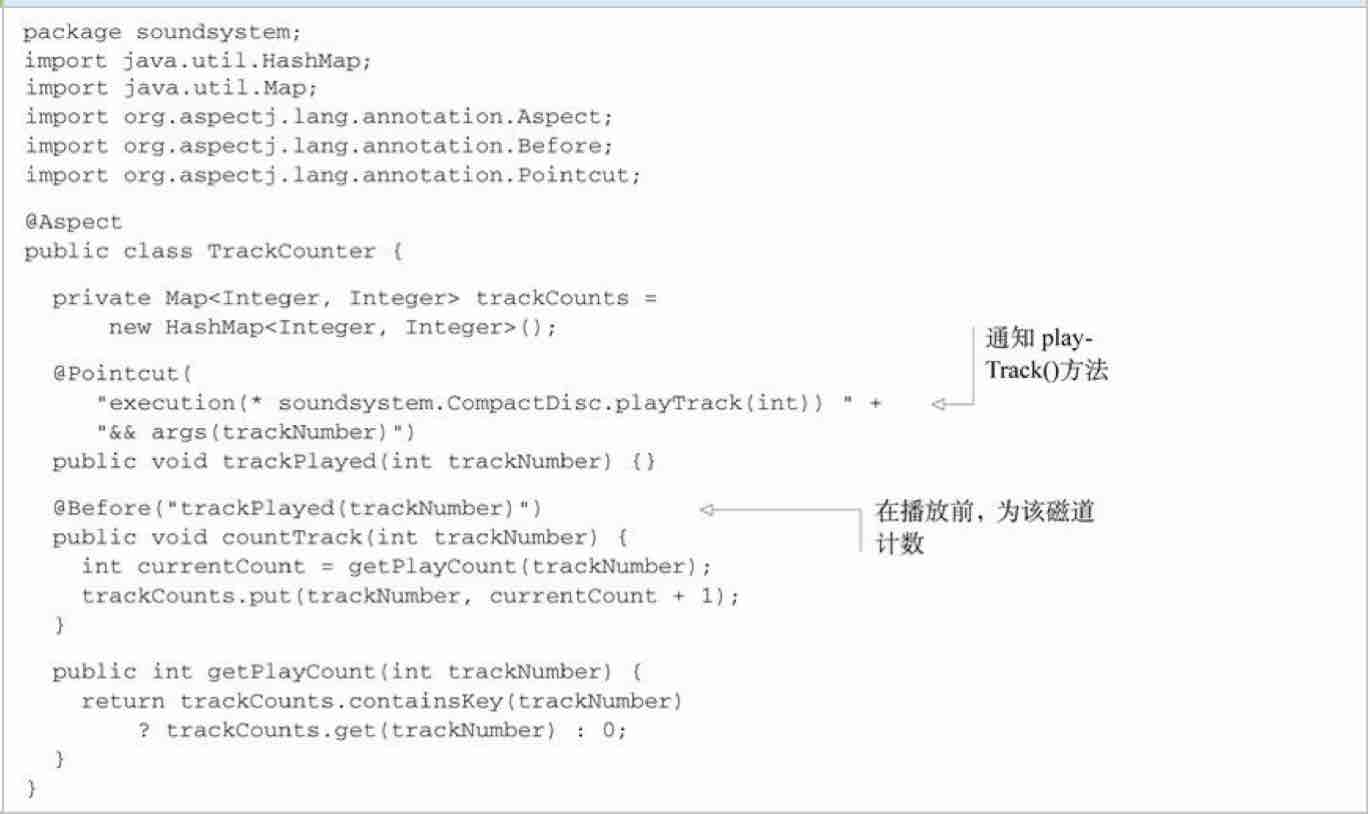 package soundsystem;
import java.util.HashMap;
import java.util.Map;
import org.aspectj.lang.annotation.Aspect;
import org.aspectj.lang.annotation.Before;
import org.aspectj.lang.annotation.Pointcut;
@Aspect
public class TrackCounter {
private Map<Integer, Integer> trackCounts =
new HashMap<Integer, Integer>();
通知 play-
Track()方法
@Pointcut(
"execution(* soundsystem.CompactDisc.playTrack(int)) " +
"&& args(trackNumber)")
public void trackPlayed(int trackNumber) {}
@Before("trackPlayed(trackNumber)")
在播放前，为该磁道
计数
public void countTrack(int trackNumber) {
int currentCount = getPlayCount(trackNumber);
trackCounts.put(trackNumber, currentCount + 1);
}
public int getPlayCount(int trackNumber) {
return trackCounts.containsKey(trackNumber)
? trackCounts.get(trackNumber) : 0;
}
}